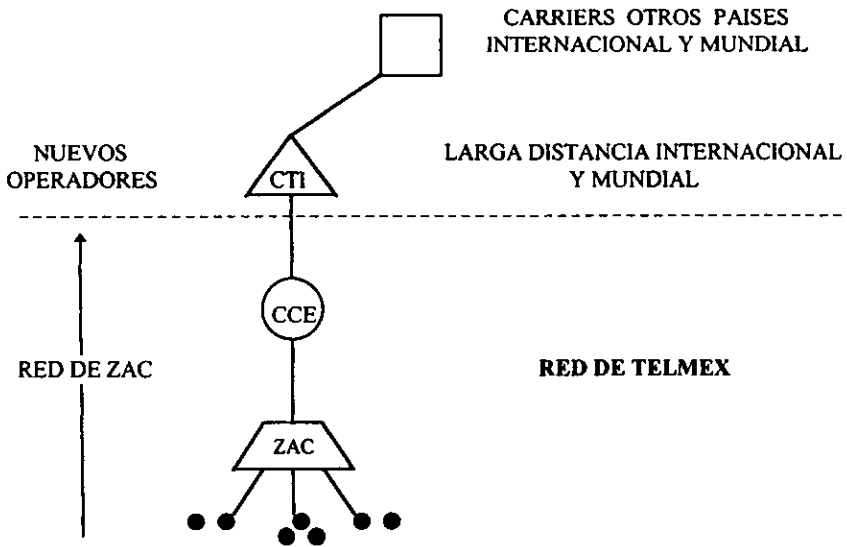 CARRIERS OTROS PAISES
INTERNACIONAL Y MUNDIAL
NUEVOS
OPERADORES
CTI
LARGA DISTANCIA INTERNACIONAL
Y MUNDIAL
CCE
RED DE ZAC
RED DE TELMEX
ZAC